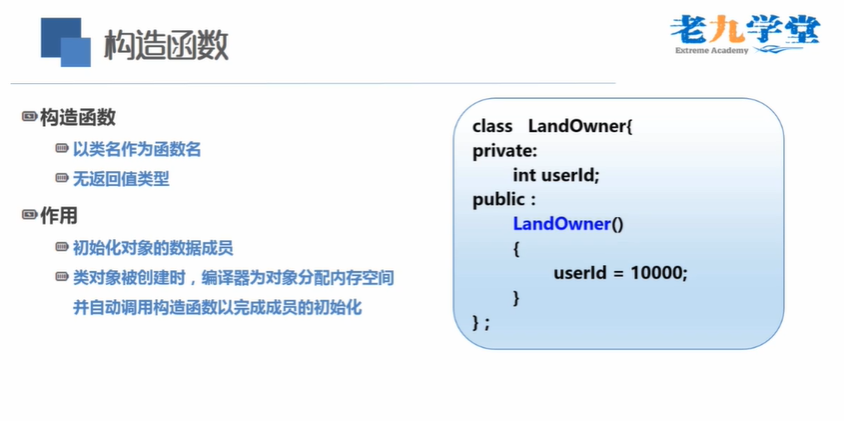 构造函数
老九学堂
Extreme Academy
构造函数
以类名作为函数名
无返回值类型
作用
初始化对象的数据成员
类对象被创建时，编译器为对象分配内存空间
并自动调用构造函数以完成成员的初始化
class LandOwner{
private:
int userId;
public :
LandOwner()
{
userId = 10000;
}
} ;